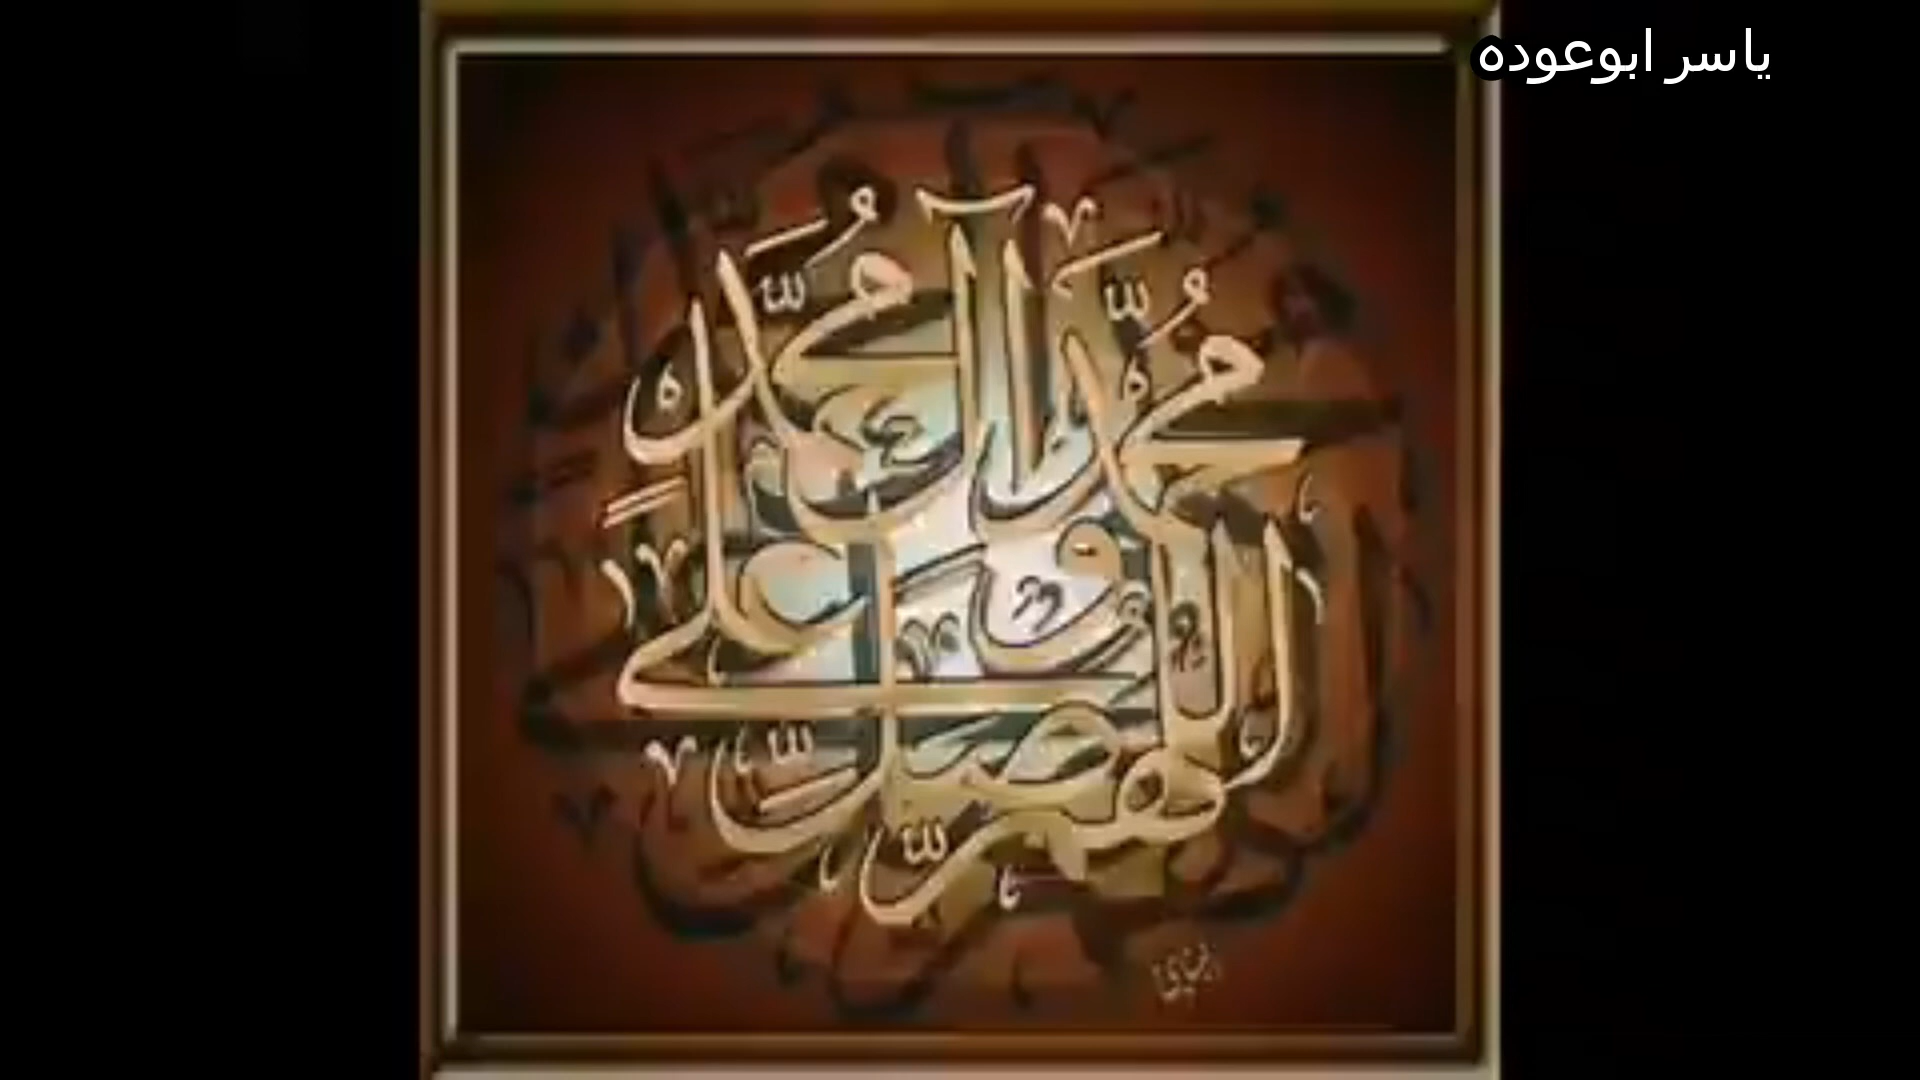 ياسر ابوعوده
اللهم صل على محمد وآل محمد